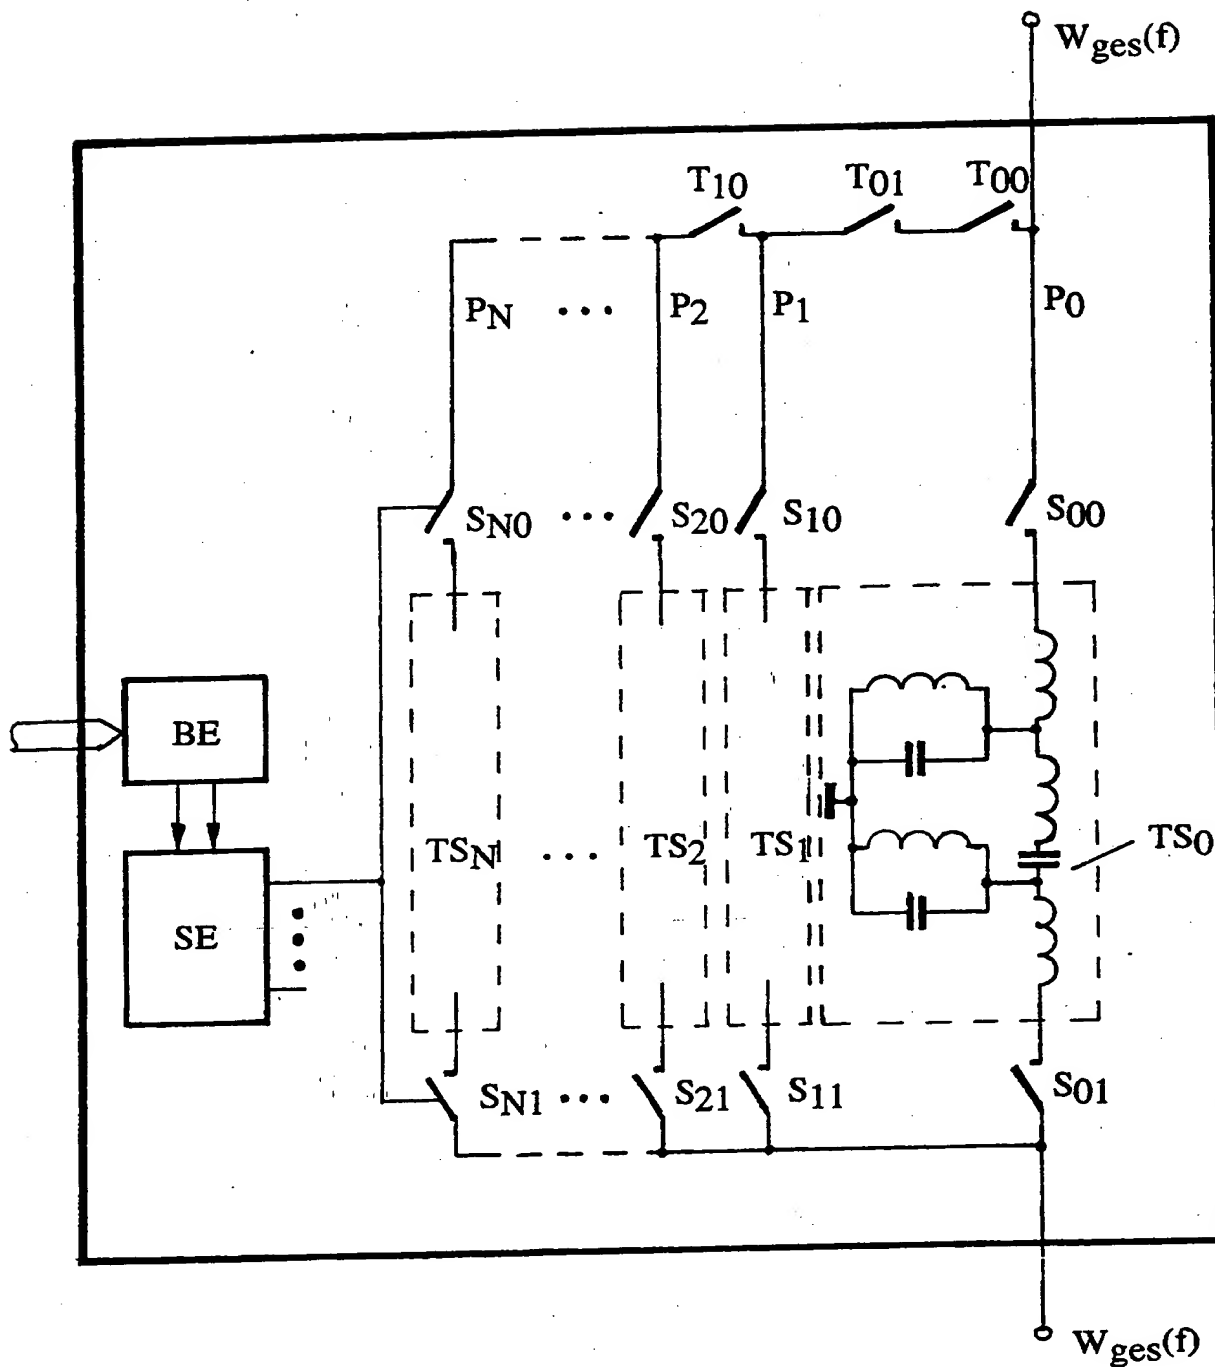 Wges(f)
T10 T01 T00
PN ... P2 P1 P0
SN0 ... S20 S10 S00
BE
TSN ... TS2 TS1 TS0
SE
SN1 ... S21 S11 S01
Wges(f)